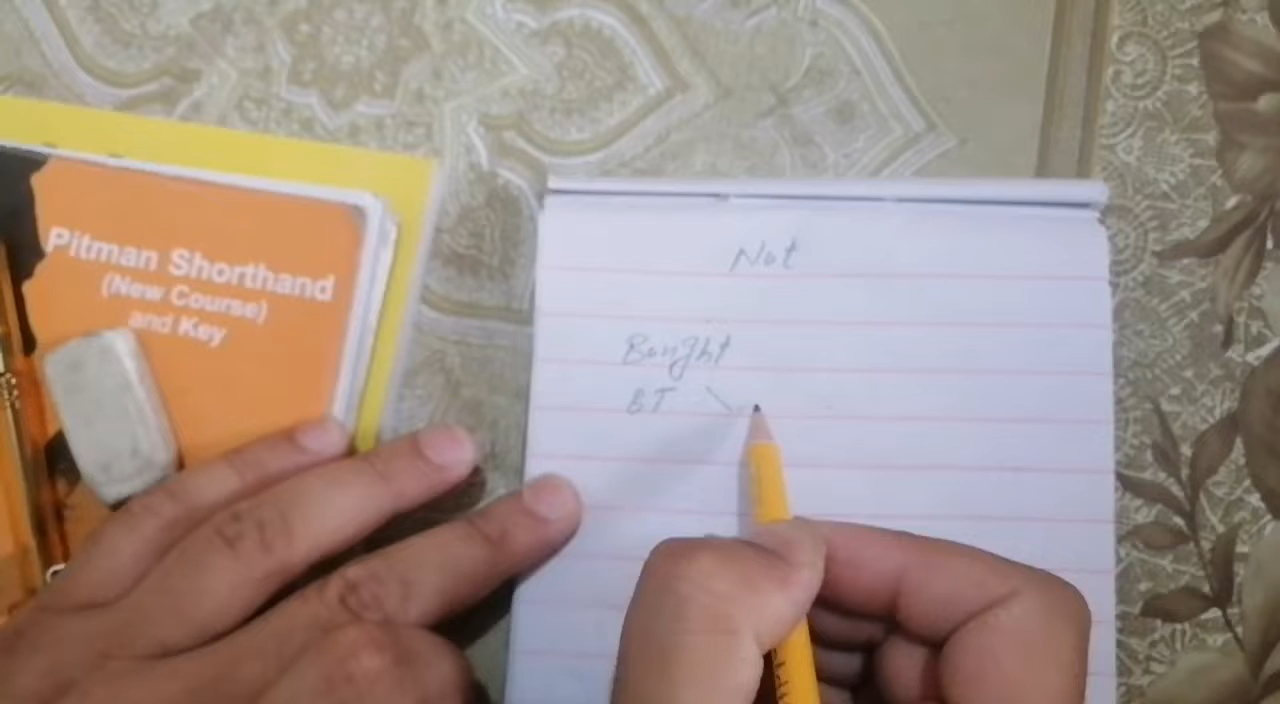 Pitman Shorthand
(New Course)
and Key
Not
Bought
BT